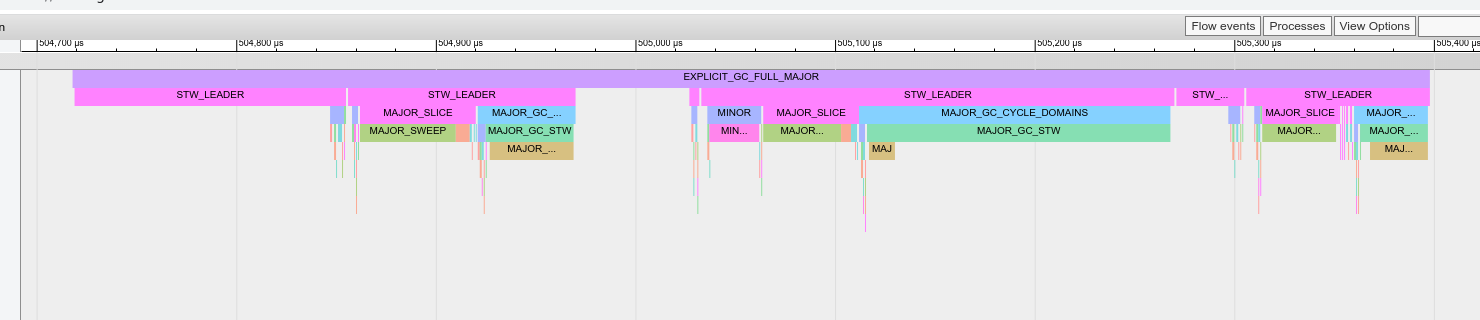 n
Flow events Processes View Options
504,700 µs 504,800 µs 504,900 µs 505,000 µs 505,100 µs 505,200 µs 505,300 µs 505,400 µs
EXPLICIT_GC_FULL_MAJOR
STW_LEADER STW_LEADER STW_LEADER STW_... STW_LEADER
MAJOR_SLICE MAJOR_GC_... MINOR MAJOR_SLICE MAJOR_GC_CYCLE_DOMAINS MAJOR_SLICE MAJOR_...
MAJOR_SWEEP MAJOR_GC_STW MIN... MAJOR... MAJOR_GC_STW MAJOR... MAJOR_...
MAJOR_... MAJ MAJ...